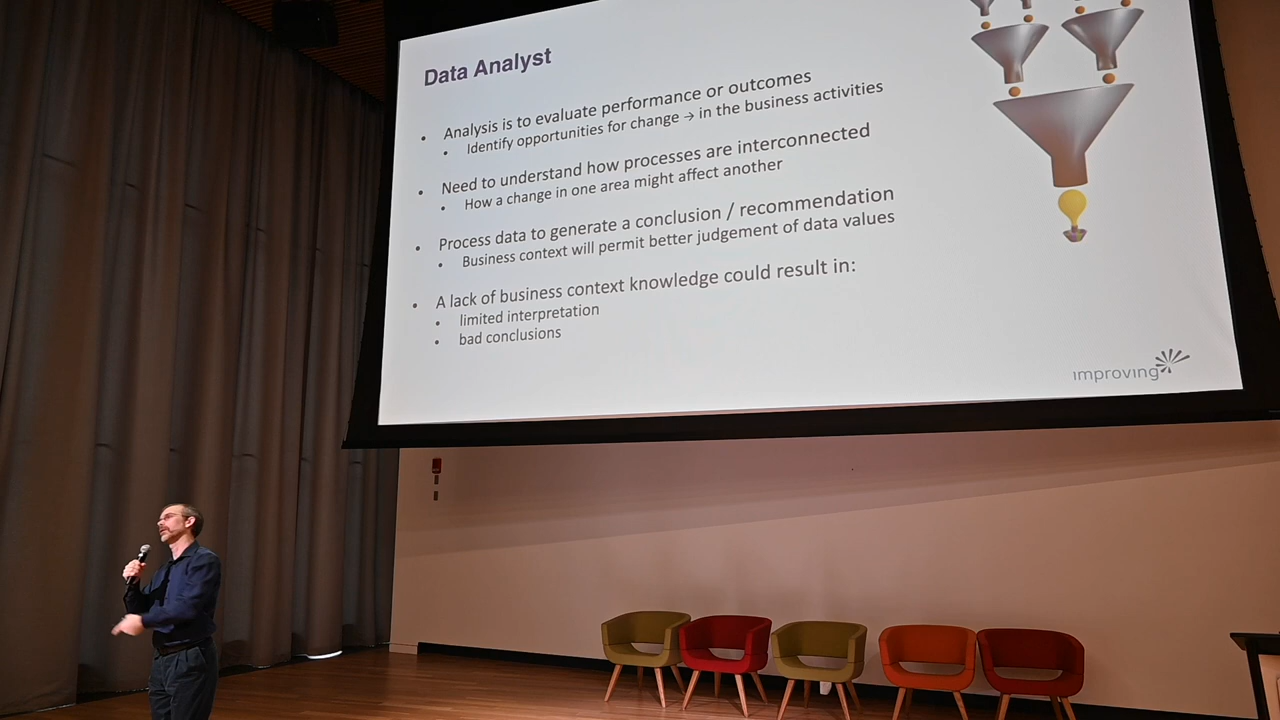 Data Analyst
• Analysis is to evaluate performance or outcomes
• Identify opportunities for change → in the business activities
• Need to understand how processes are interconnected
• How a change in one area might affect another
• Process data to generate a conclusion / recommendation
• Business context will permit better judgement of data values
• A lack of business context knowledge could result in:
• limited interpretation
• bad conclusions
improving